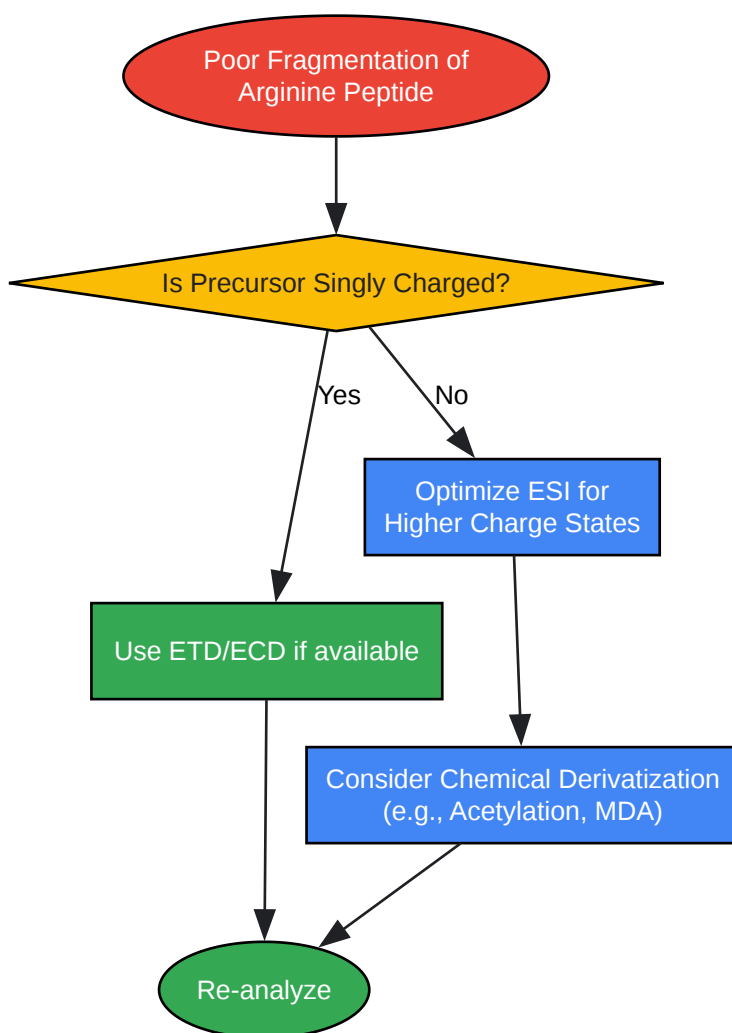 Poor Fragmentation of
Arginine Peptide
Is Precursor Singly Charged?
Yes
No
Optimize ESI for
Higher Charge States
Use ETD/ECD if available
Consider Chemical Derivatization
(e.g., Acetylation, MDA)
Re-analyze